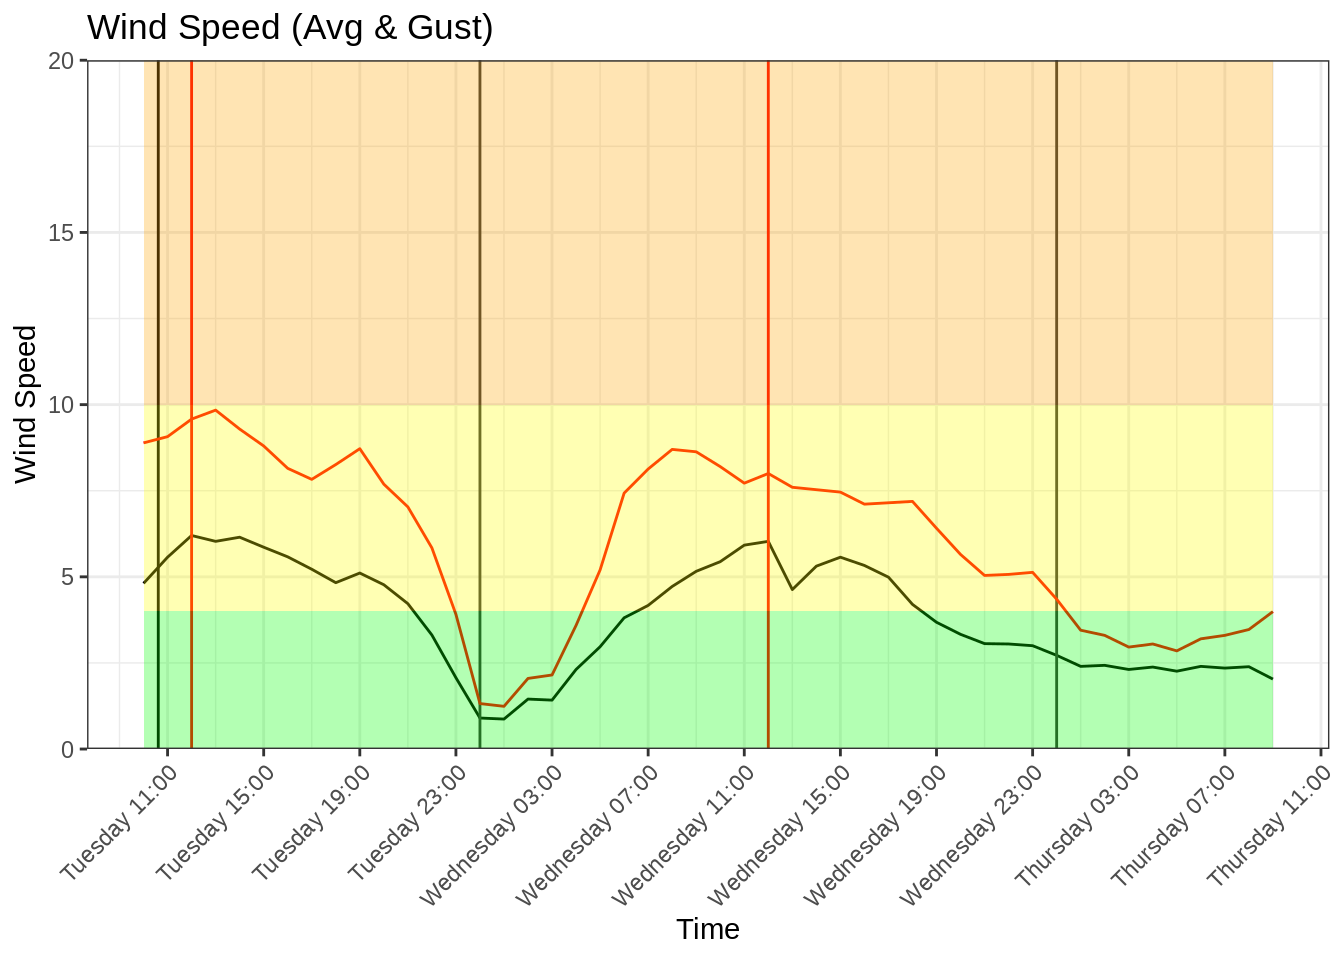 Wind Speed (Avg & Gust)
20
15
10
5
0
Wind Speed
Tuesday 11:00
Tuesday 15:00
Tuesday 19:00
Tuesday 23:00
Wednesday 03:00
Wednesday 07:00
Wednesday 11:00
Wednesday 15:00
Wednesday 19:00
Wednesday 23:00
Thursday 03:00
Thursday 07:00
Thursday 11:00
Time